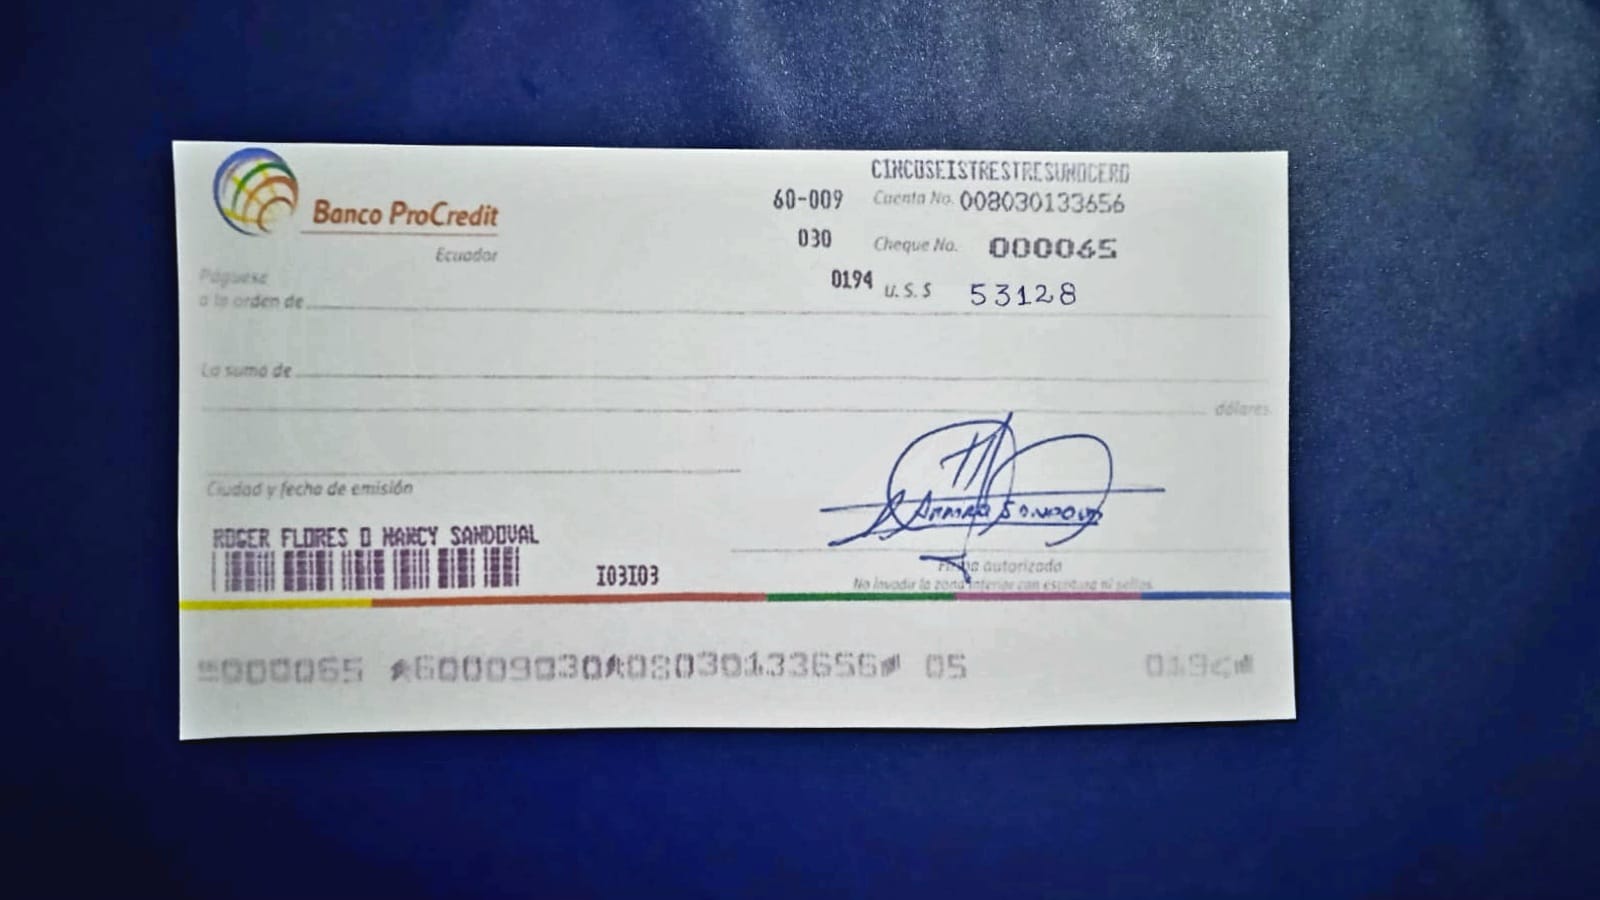 CINCOSEISTRESTRESUNOCERO
Banco ProCredit
Ecuador
60-009 Cuenta No. 008030133656
030 Cheque No. 000065
0194 U.S.$ 53128
Páguese
a la orden de
La suma de
dólares
Ciudad y fecha de emisión
ROGER FLORES O NANCY SANDOVAL
I03I03
Firma autorizada
No invadir la zona inferior con escritura ni sellos
000065 60009030 08030133656 05 0194